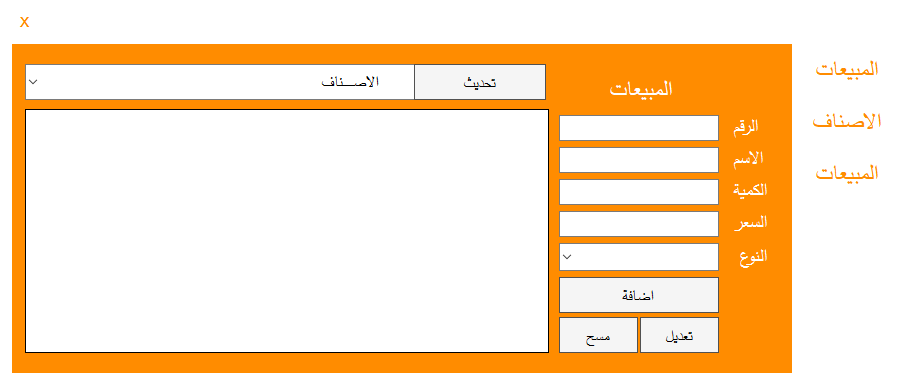 x
المبيعات
الاصناف
المبيعات
المبيعات
الرقم
الاسم
الكمية
السعر
النوع
اضافة
تعديل
مسح
تحديث
الاصـــناف